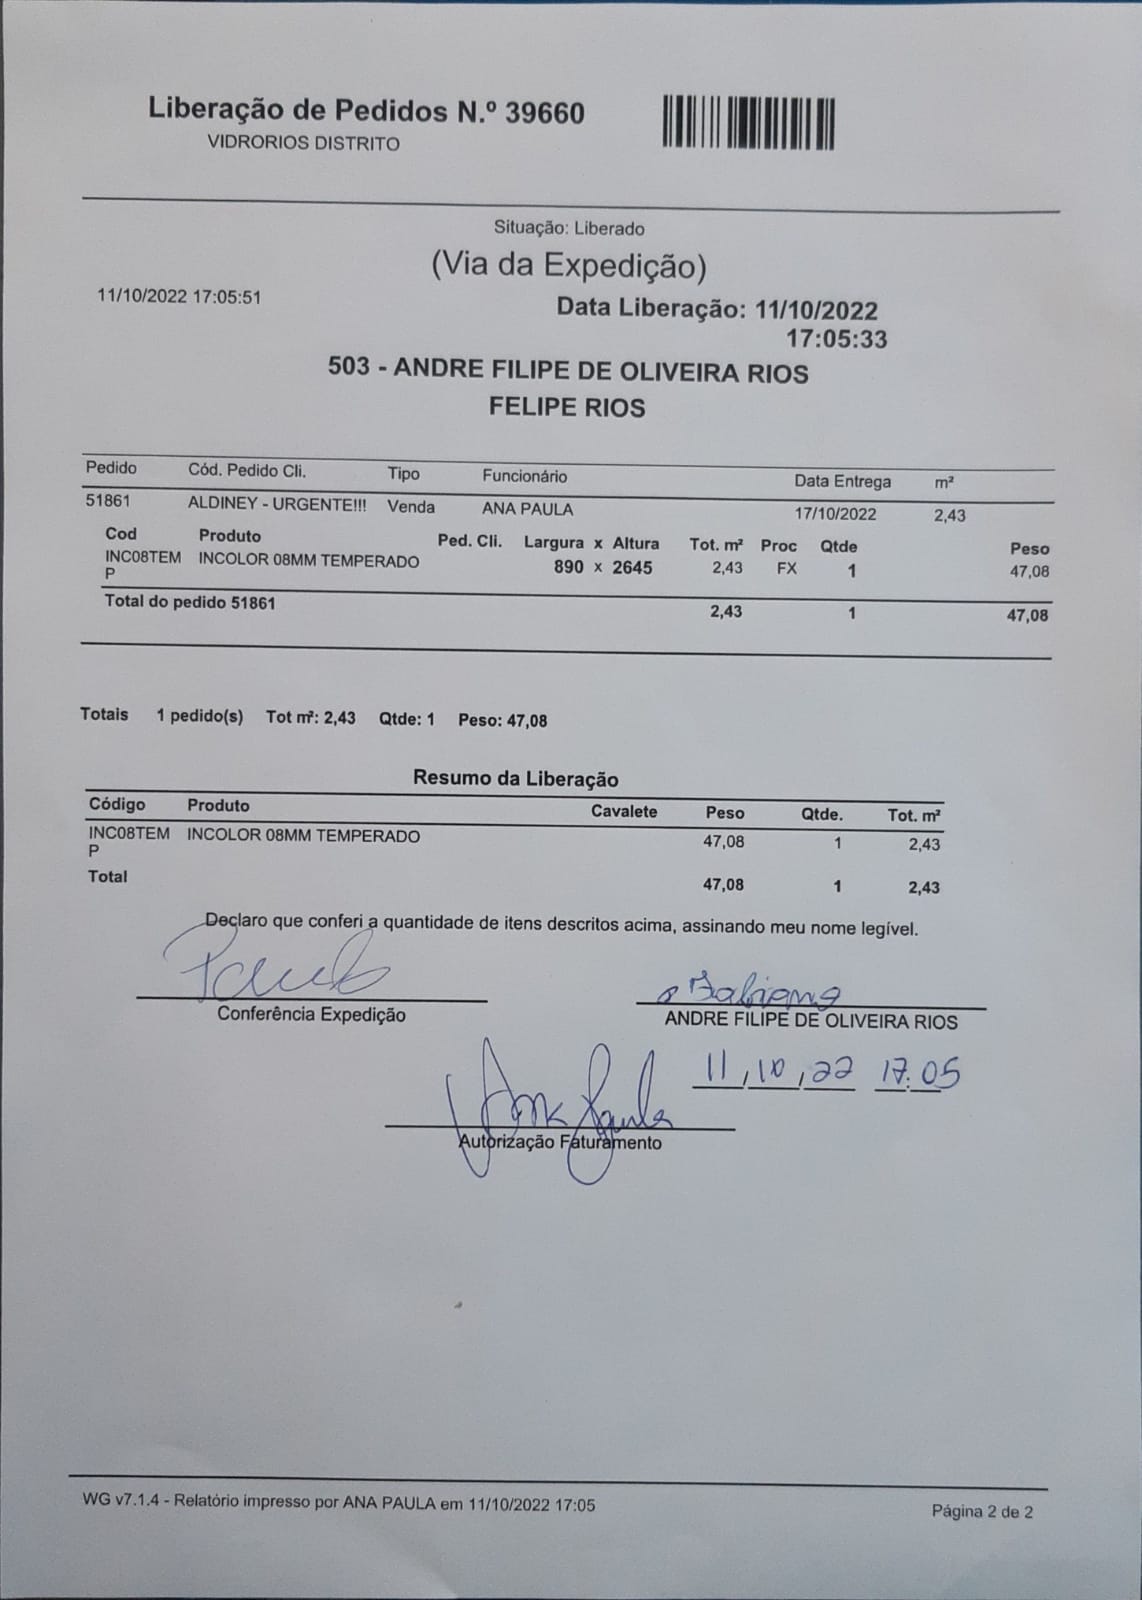 Liberação de Pedidos N.º 39660
VIDRORIOS DISTRITO
Situação: Liberado
(Via da Expedição)
11/10/2022 17:05:51
Data Liberação: 11/10/2022
17:05:33
503 - ANDRE FILIPE DE OLIVEIRA RIOS
FELIPE RIOS
Pedido Cód. Pedido Cli. Tipo Funcionário Data Entrega m²
51861 ALDINEY - URGENTE!!! Venda ANA PAULA 17/10/2022 2,43
Cod Produto Ped. Cli. Largura x Altura Tot. m² Proc Qtde Peso
INC08TEM INCOLOR 08MM TEMPERADO 890 x 2645 2,43 FX 1 47,08
P
Total do pedido 51861 2,43 1 47,08
Totais 1 pedido(s) Tot m²: 2,43 Qtde: 1 Peso: 47,08
Resumo da Liberação
Código Produto Cavalete Peso Qtde. Tot. m²
INC08TEM INCOLOR 08MM TEMPERADO 47,08 1 2,43
P
Total 47,08 1 2,43
Declaro que conferi a quantidade de itens descritos acima, assinando meu nome legível.
Conferência Expedição
Fabiano
ANDRE FILIPE DE OLIVEIRA RIOS
11,10,22 17:05
Ana Paula
Autorização Faturamento
WG v7.1.4 - Relatório impresso por ANA PAULA em 11/10/2022 17:05
Página 2 de 2